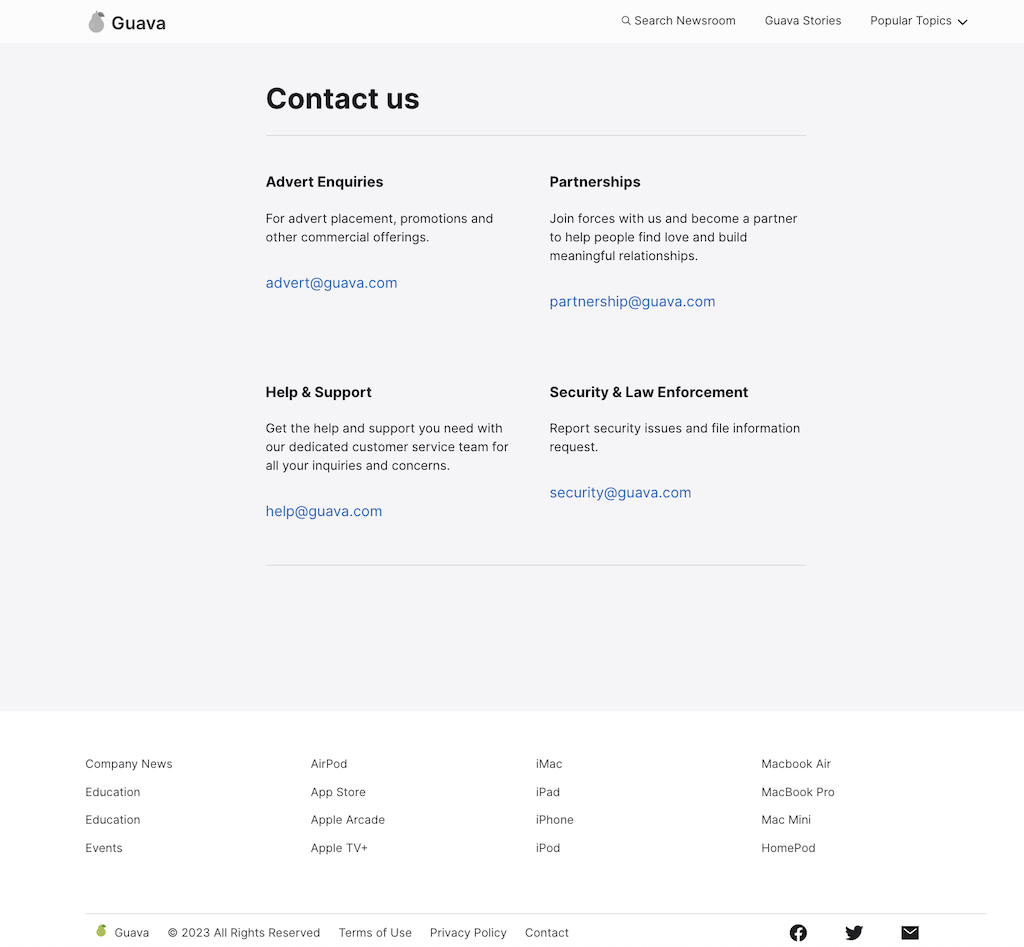 Guava
Search Newsroom
Guava Stories
Popular Topics
Contact us
Advert Enquiries
For advert placement, promotions and
other commercial offerings.
advert@guava.com
Partnerships
Join forces with us and become a partner
to help people find love and build
meaningful relationships.
partnership@guava.com
Help & Support
Get the help and support you need with
our dedicated customer service team for
all your inquiries and concerns.
help@guava.com
Security & Law Enforcement
Report security issues and file information
request.
security@guava.com
Company News
Education
Education
Events
AirPod
App Store
Apple Arcade
Apple TV+
iMac
iPad
iPhone
iPod
Macbook Air
MacBook Pro
Mac Mini
HomePod
Guava
© 2023 All Rights Reserved
Terms of Use
Privacy Policy
Contact